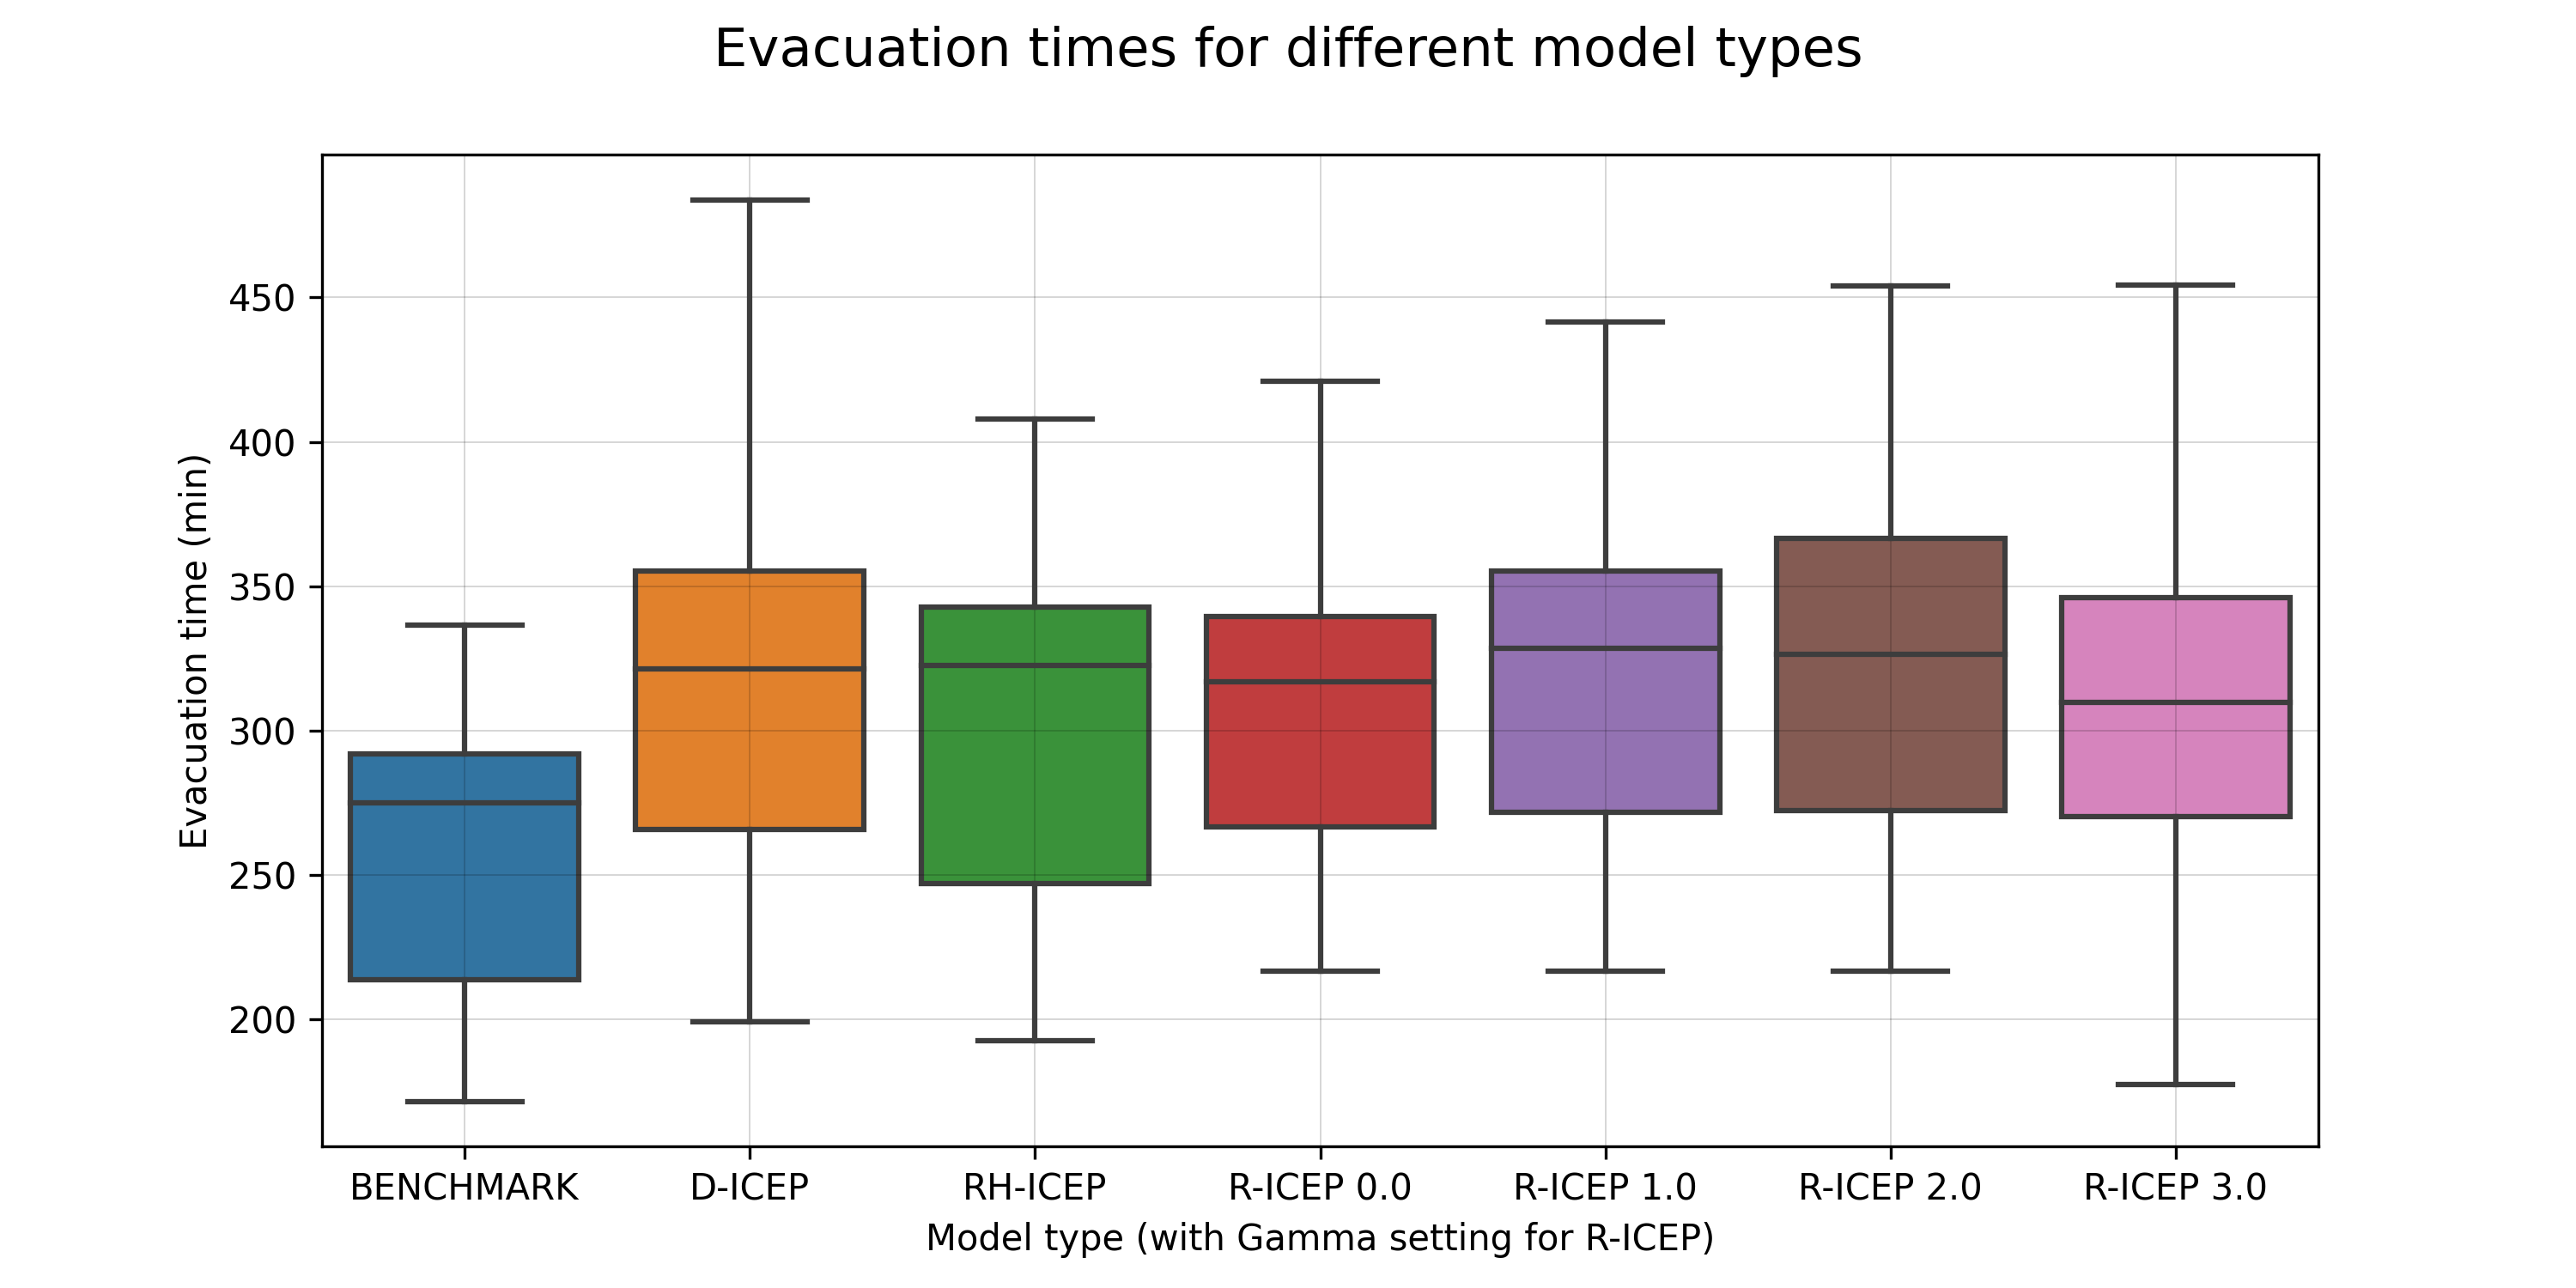 Evacuation times for different model types
Evacuation time (min)
450
400
350
300
250
200
BENCHMARK D-ICEP RH-ICEP R-ICEP 0.0 R-ICEP 1.0 R-ICEP 2.0 R-ICEP 3.0
Model type (with Gamma setting for R-ICEP)